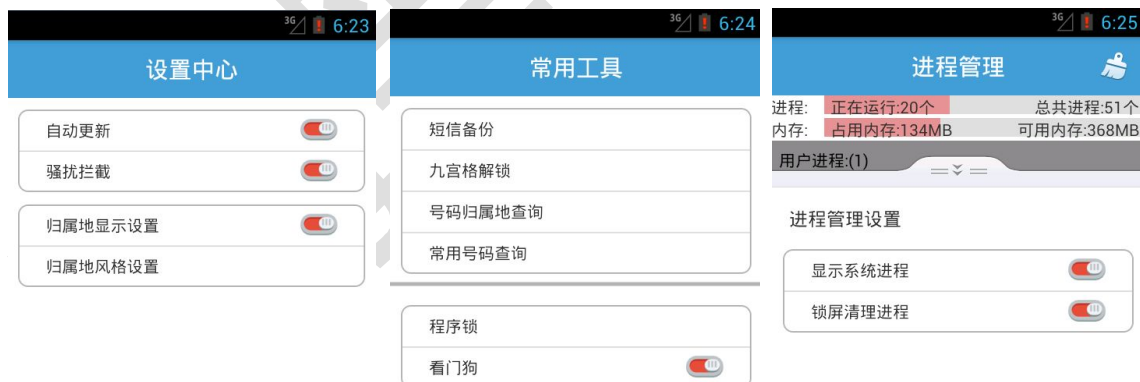 3G 6:23
设置中心
自动更新
骚扰拦截
归属地显示设置
归属地风格设置
3G 6:24
常用工具
短信备份
九宫格解锁
号码归属地查询
常用号码查询
程序锁
看门狗
3G 6:25
进程管理
进程: 正在运行:20个 总共进程:51个
内存: 占用内存:134MB 可用内存:368MB
用户进程:(1)
进程管理设置
显示系统进程
锁屏清理进程